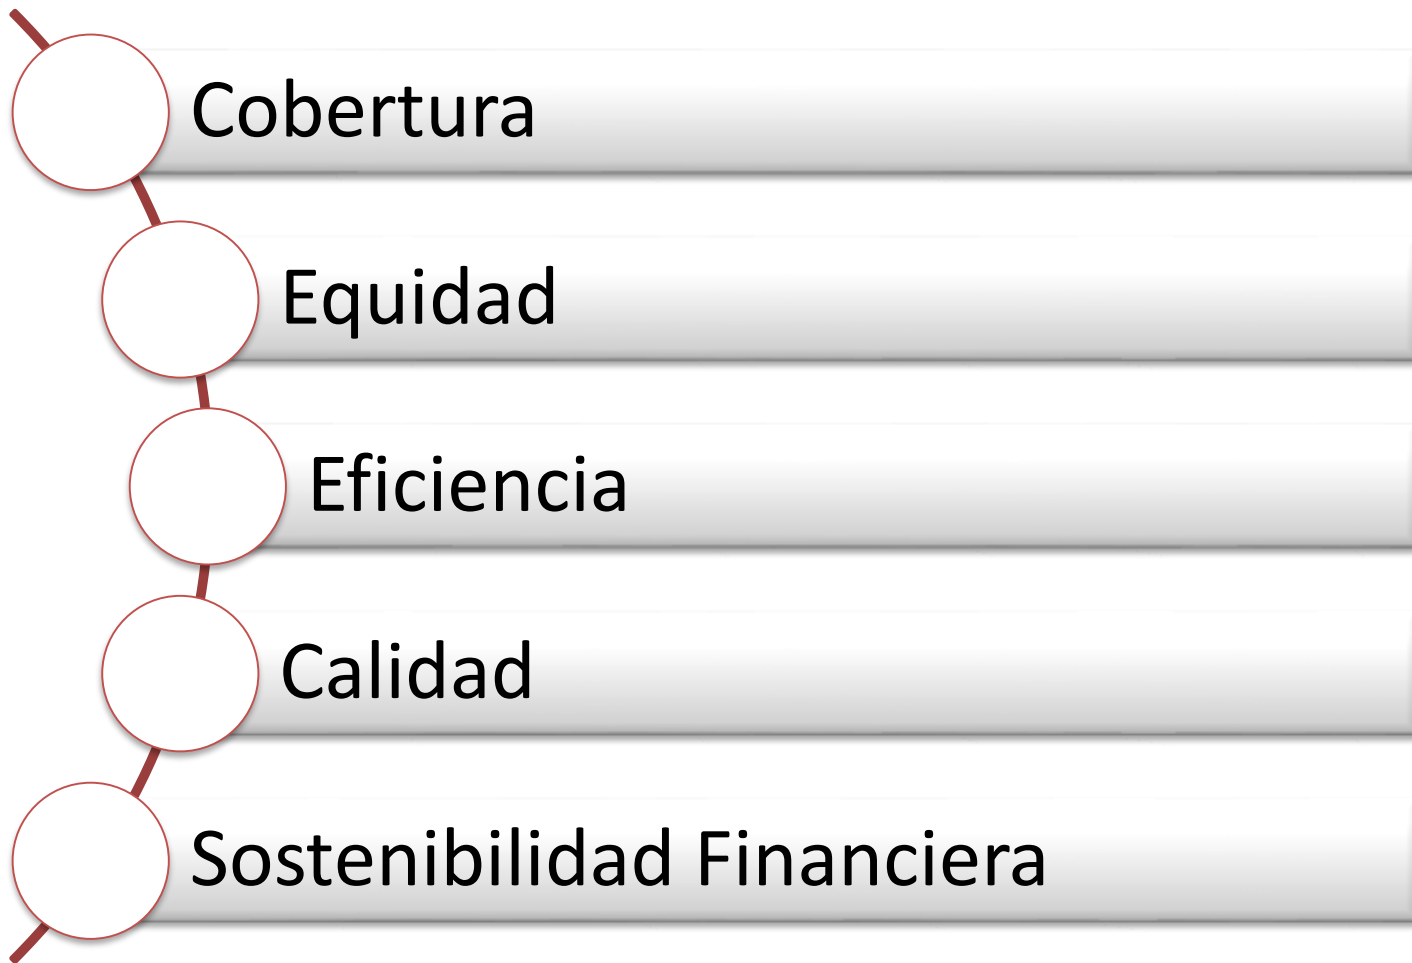 Cobertura
Equidad
Eficiencia
Calidad
Sostenibilidad Financiera